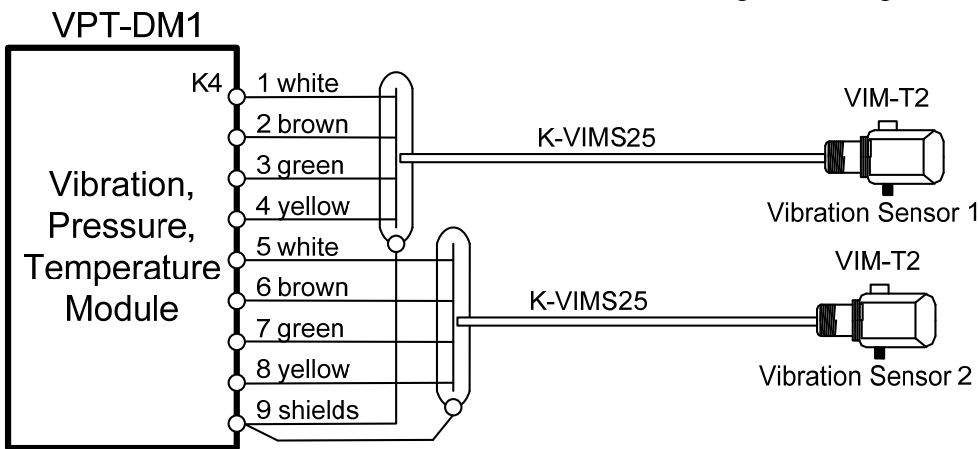 VPT-DM1
K4
Vibration,
Pressure,
Temperature
Module
1 white
2 brown
3 green
4 yellow
5 white
6 brown
7 green
8 yellow
9 shields
K-VIMS25
VIM-T2
Vibration Sensor 1
K-VIMS25
VIM-T2
Vibration Sensor 2